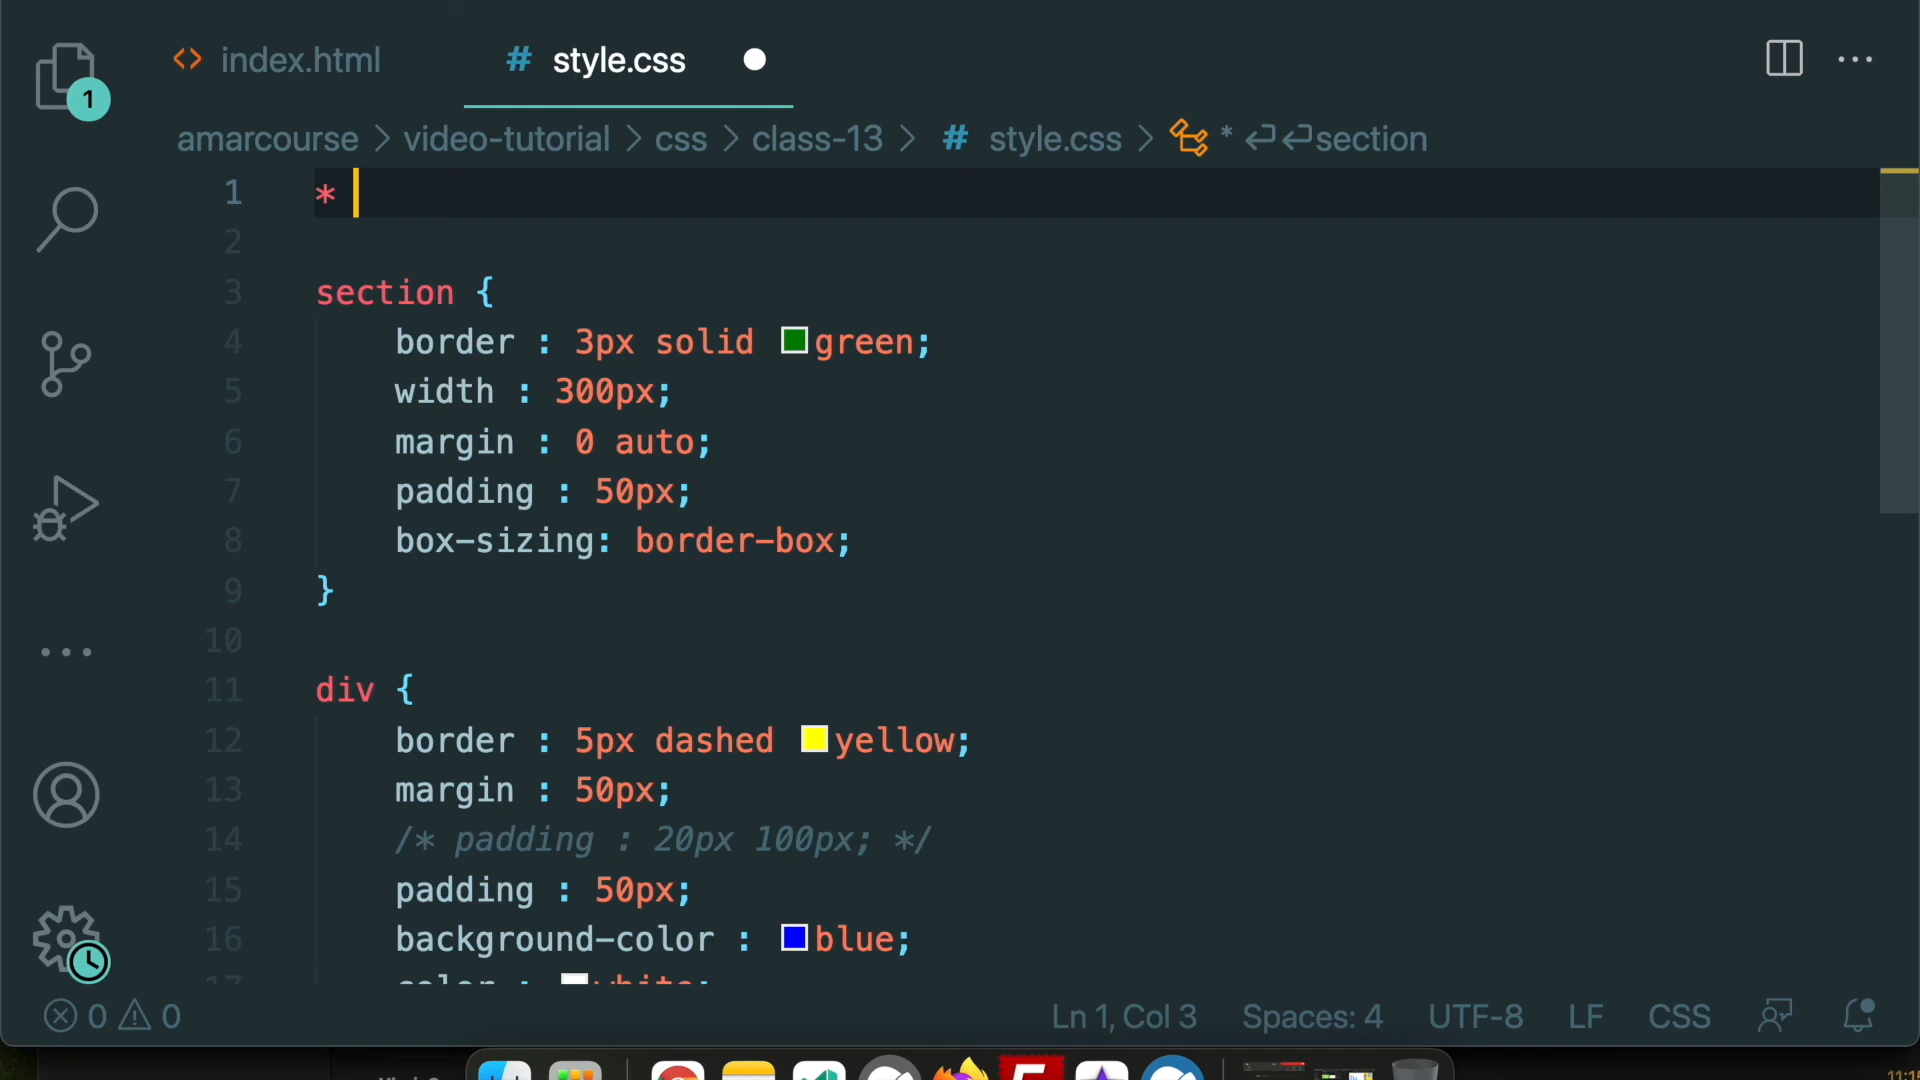 index.html
style.css
1
amarcourse > video-tutorial > css > class-13 > # style.css > * section
1 *
2
3 section {
4 border : 3px solid green;
5 width : 300px;
6 margin : 0 auto;
7 padding : 50px;
8 box-sizing: border-box;
9 }
10
11 div {
12 border : 5px dashed yellow;
13 margin : 50px;
14 /* padding : 20px 100px; */
15 padding : 50px;
16 background-color : blue;
17 color : white;
0 0 Ln 1, Col 3 Spaces: 4 UTF-8 LF CSS